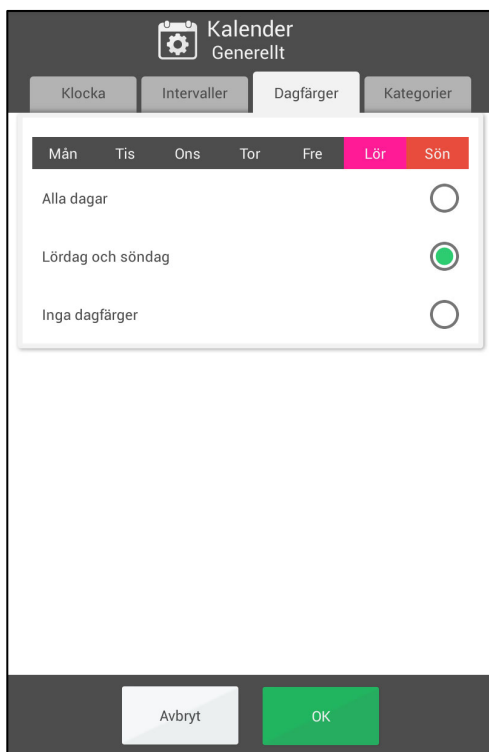 Kalender
Generellt
Klocka Intervaller Dagfärger Kategorier
Mån Tis Ons Tor Fre Lör Sön
Alla dagar
Lördag och söndag
Inga dagfärger
Avbryt OK